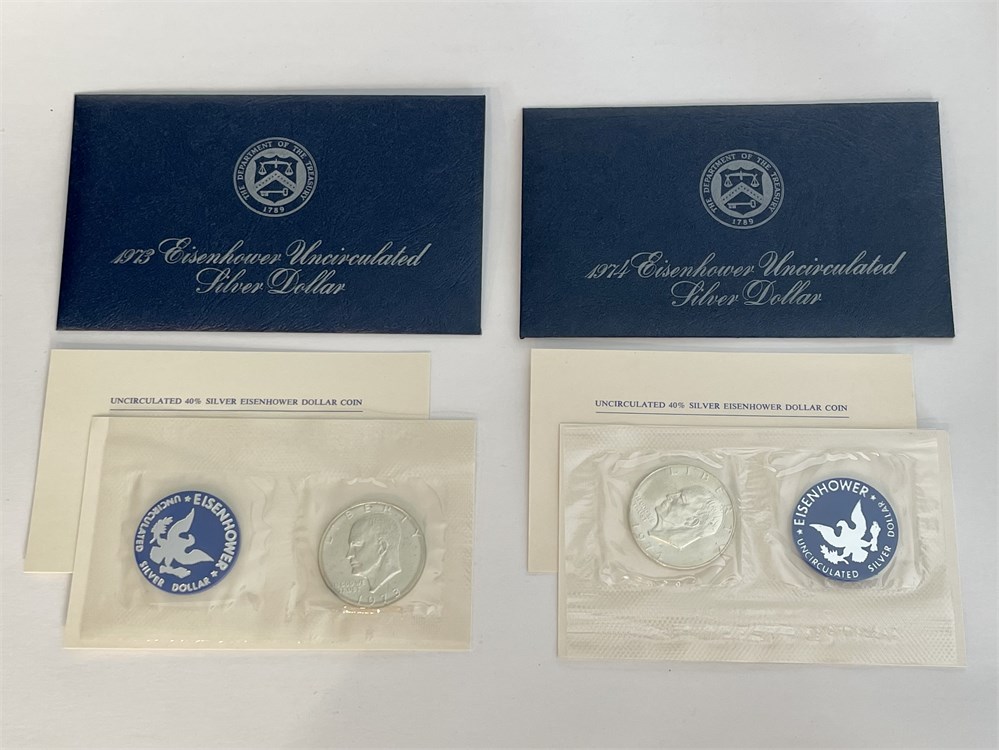 THE DEPARTMENT OF THE TREASURY
1789
1973 Eisenhower Uncirculated
Silver Dollar
THE DEPARTMENT OF THE TREASURY
1789
1974 Eisenhower Uncirculated
Silver Dollar
UNCIRCULATED 40% SILVER EISENHOWER DOLLAR COIN
EISENHOWER
UNCIRCULATED SILVER DOLLAR
LIBERTY
1973
UNCIRCULATED 40% SILVER EISENHOWER DOLLAR COIN
LIBERTY
EISENHOWER
UNCIRCULATED SILVER DOLLAR